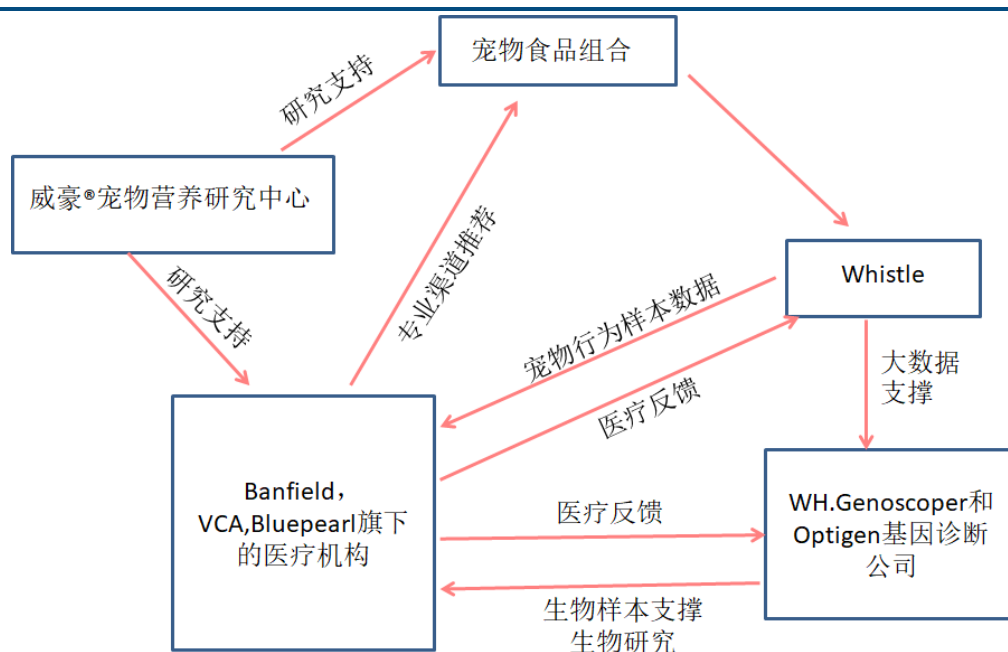 宠物食品组合
研究支持
威豪®宠物营养研究中心
专业渠道推荐
研究支持
Whistle
宠物行为样本数据
大数据
支撑
医疗反馈
Banfield，
VCA,Bluepearl旗下
的医疗机构
医疗反馈
WH.Genoscoper和
Optigen基因诊断
公司
生物样本支撑
生物研究